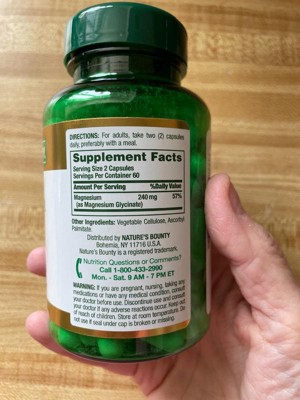 DIRECTIONS: For adults, take two (2) capsules
daily, preferably with a meal.
Supplement Facts
Serving Size 2 Capsules
Servings Per Container 60
Amount Per Serving %Daily Value
Magnesium 240 mg 57%
(as Magnesium Glycinate)
Other Ingredients: Vegetable Cellulose, Ascorbyl
Palmitate.
Distributed by NATURE'S BOUNTY
Bohemia, NY 11716 U.S.A.
Nature's Bounty is a registered trademark.
Nutrition Questions or Comments?
Call 1-800-433-2990
Mon. - Sat. 9 AM - 7 PM ET
WARNING: If you are pregnant, nursing, taking any
medications or have any medical condition, consult
your doctor before use. Discontinue use and consult
your doctor if any adverse reactions occur. Keep out
of reach of children. Store at room temperature. Do
not use if seal under cap is broken or missing.